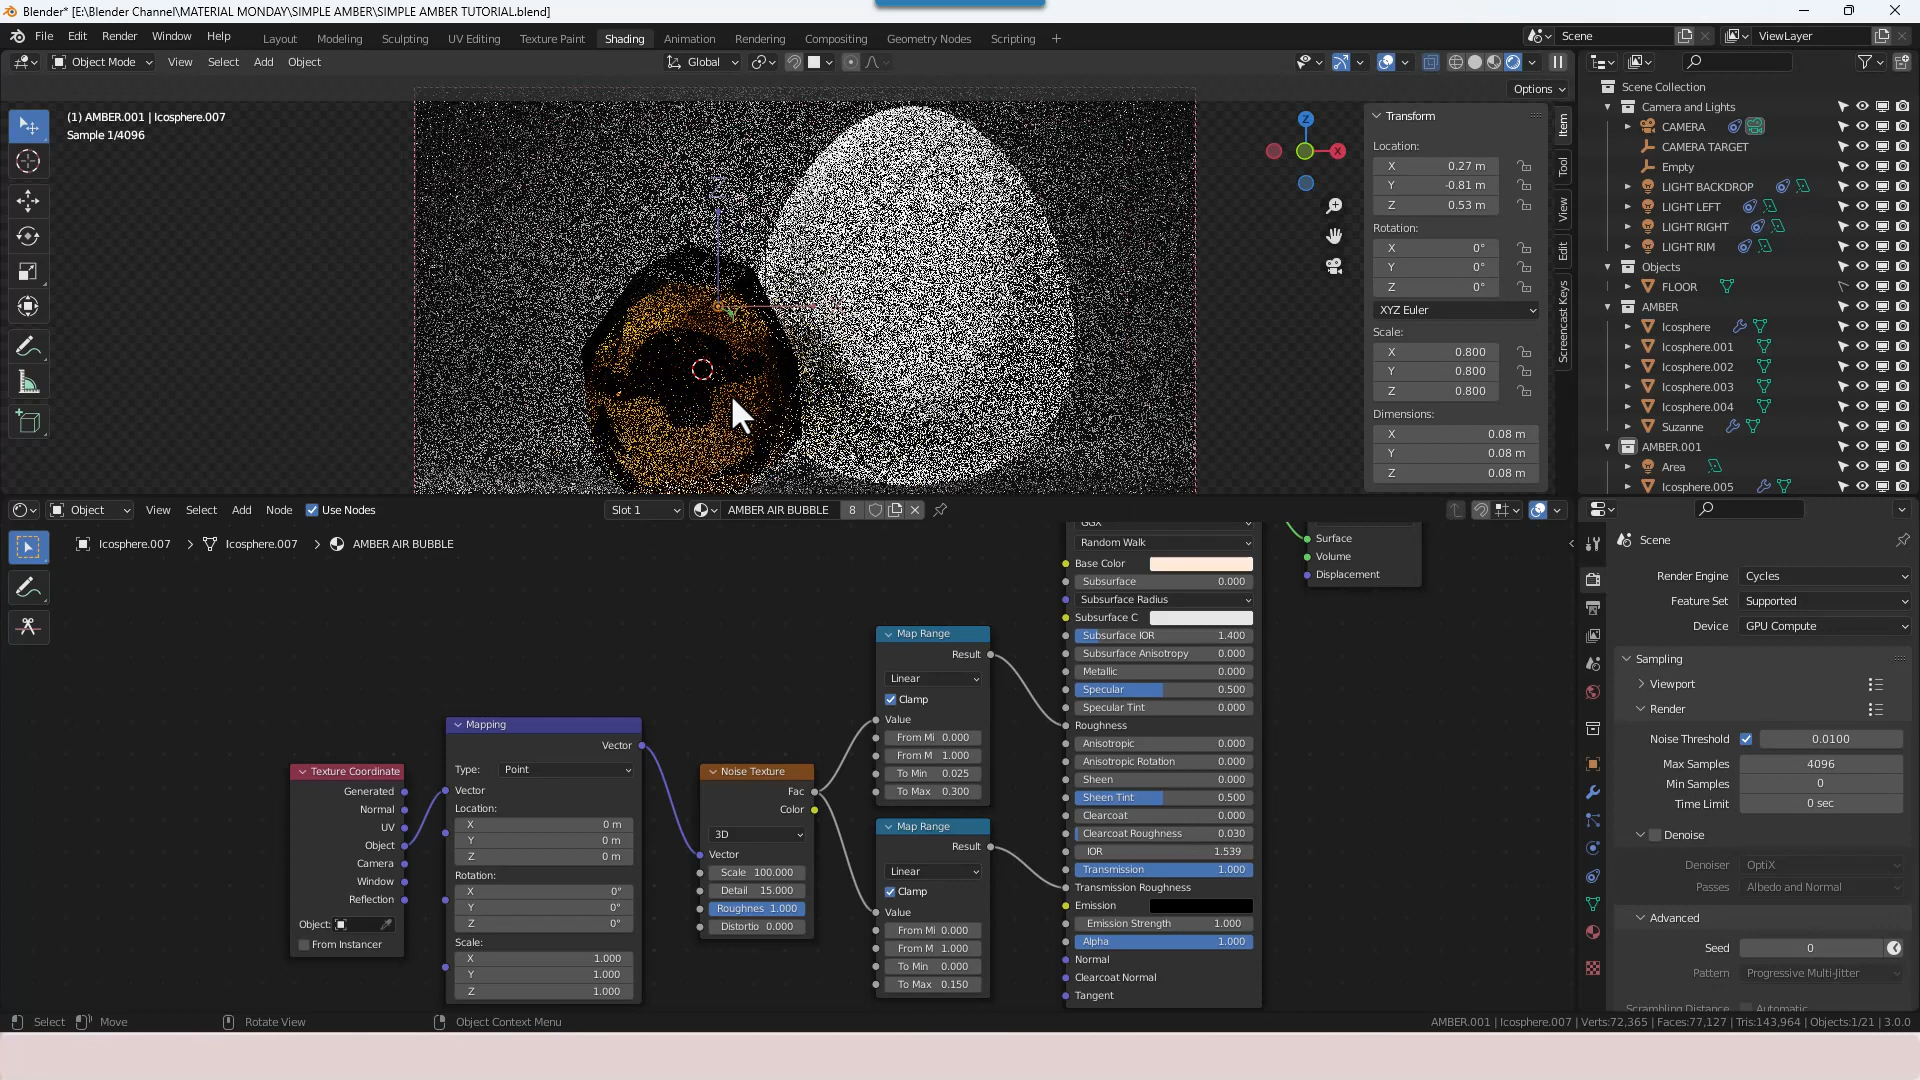 Blender* [E:\Blender Channel\MATERIAL MONDAY\SIMPLE AMBER\SIMPLE AMBER TUTORIAL.blend]
File Edit Render Window Help
Layout Modeling Sculpting UV Editing Texture Paint Shading Animation Rendering Compositing Geometry Nodes Scripting +
Scene
ViewLayer
Object Mode View Select Add Object
Global
Options
(1) AMBER.001 | Icosphere.007
Sample 1/4096
Z
X
Transform
Location:
X 0.27 m
Y -0.81 m
Z 0.53 m
Rotation:
X 0°
Y 0°
Z 0°
XYZ Euler
Scale:
X 0.800
Y 0.800
Z 0.800
Dimensions:
X 0.08 m
Y 0.08 m
Z 0.08 m
Item
Tool
View
Edit
Screencast Keys
Scene Collection
Camera and Lights
CAMERA
CAMERA TARGET
Empty
LIGHT BACKDROP
LIGHT LEFT
LIGHT RIGHT
LIGHT RIM
Objects
FLOOR
AMBER
Icosphere
Icosphere.001
Icosphere.002
Icosphere.003
Icosphere.004
Suzanne
AMBER.001
Area
Icosphere.005
Object View Select Add Node Use Nodes
Slot 1
AMBER AIR BUBBLE 8
Icosphere.007 > Icosphere.007 > AMBER AIR BUBBLE
Texture Coordinate
Generated
Normal
UV
Object
Camera
Window
Reflection
Object:
From Instancer
Mapping
Vector
Type: Point
Vector
Location:
X 0 m
Y 0 m
Z 0 m
Rotation:
X 0°
Y 0°
Z 0°
Scale:
X 1.000
Y 1.000
Z 1.000
Noise Texture
Fac
Color
3D
Vector
Scale 100.000
Detail 15.000
Roughnes 1.000
Distortio 0.000
Map Range
Result
Linear
Clamp
Value
From Mi 0.000
From M 1.000
To Min 0.025
To Max 0.300
Map Range
Result
Linear
Clamp
Value
From Mi 0.000
From M 1.000
To Min 0.000
To Max 0.150
GGX
Random Walk
Base Color
Subsurface 0.000
Subsurface Radius
Subsurface C
Subsurface IOR 1.400
Subsurface Anisotropy 0.000
Metallic 0.000
Specular 0.500
Specular Tint 0.000
Roughness
Anisotropic 0.000
Anisotropic Rotation 0.000
Sheen 0.000
Sheen Tint 0.500
Clearcoat 0.000
Clearcoat Roughness 0.030
IOR 1.539
Transmission 1.000
Transmission Roughness
Emission
Emission Strength 1.000
Alpha 1.000
Normal
Clearcoat Normal
Tangent
Surface
Volume
Displacement
Scene
Render Engine Cycles
Feature Set Supported
Device GPU Compute
Sampling
Viewport
Render
Noise Threshold 0.0100
Max Samples 4096
Min Samples 0
Time Limit 0 sec
Denoise
Denoiser OptiX
Passes Albedo and Normal
Advanced
Seed 0
Pattern Progressive Multi-Jitter
Scrambling Distance Automatic
Select Move Rotate View Object Context Menu
AMBER.001 | Icosphere.007 | Verts:72,365 | Faces:77,127 | Tris:143,964 | Objects:1/21 | 3.0.0